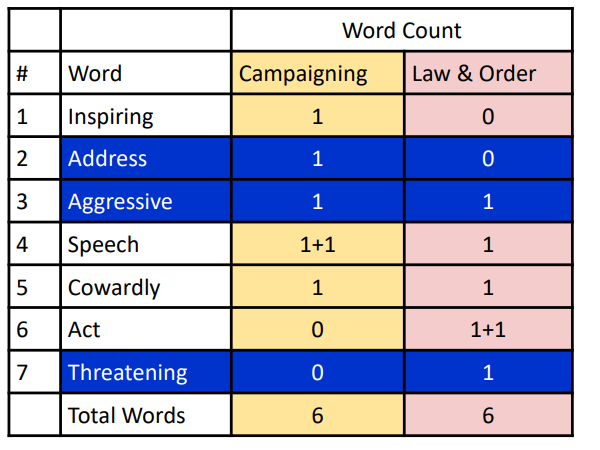 Word Count
# Word Campaigning Law & Order
1 Inspiring 1 0
2 Address 1 0
3 Aggressive 1 1
4 Speech 1+1 1
5 Cowardly 1 1
6 Act 0 1+1
7 Threatening 0 1
Total Words 6 6